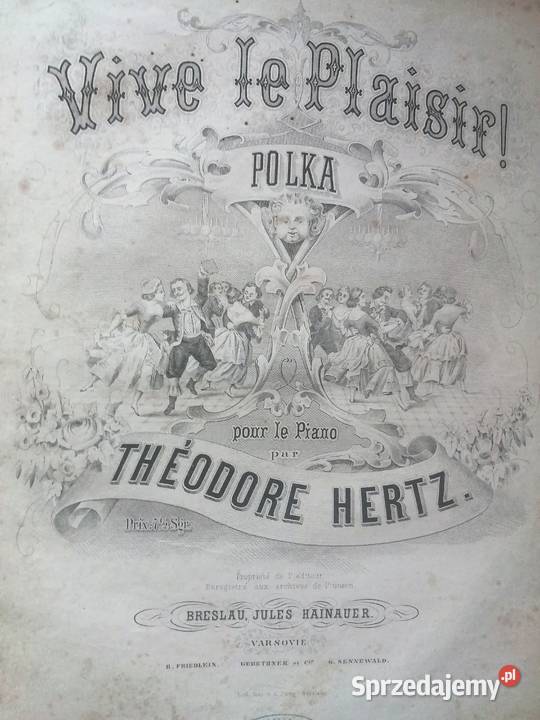 Vive le Plaisir!
POLKA
pour le Piano
par
THÉODORE HERTZ.
Prix: 7½ Sgr.
Propriété de l'éditeur
Enregistré aux archives de l'union.
BRESLAU, JULES HAINAUER.
VARSOVIE
R. FRIEDLEIN. GEBETHNER et Cie. G. SENNEWALD.
Sprzedajemy.pl